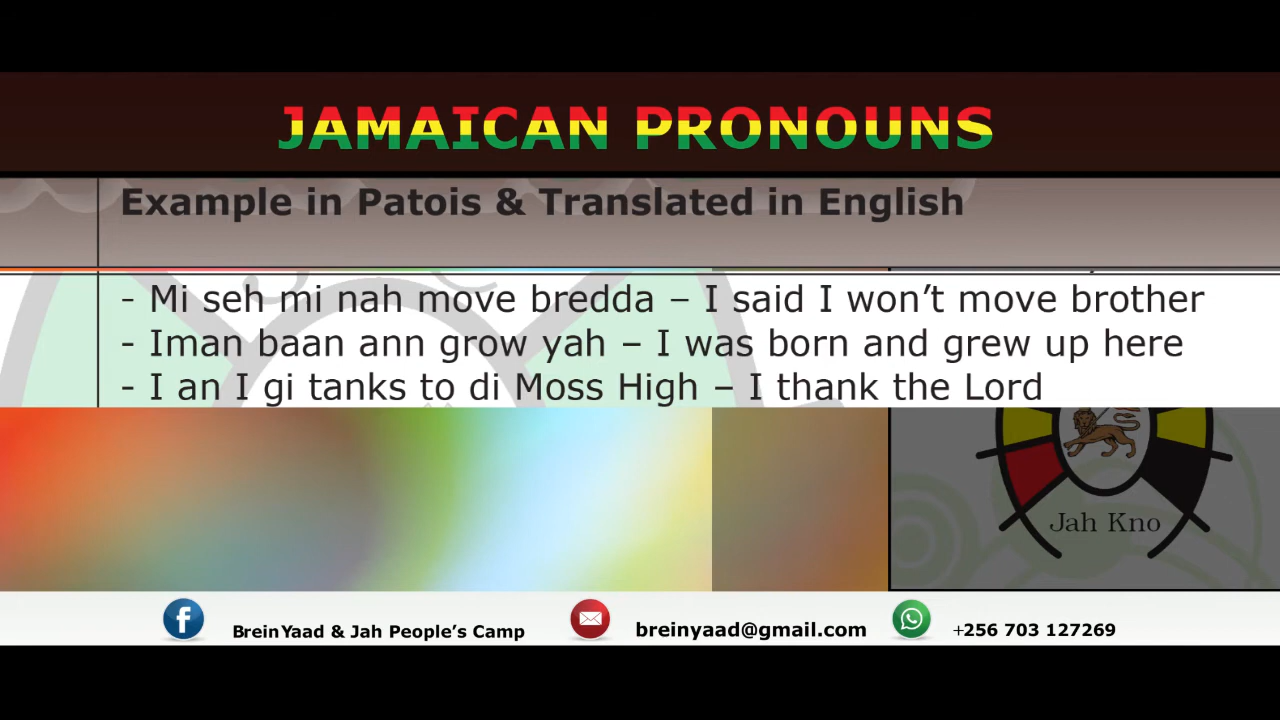 JAMAICAN PRONOUNS
Example in Patois & Translated in English
- Mi seh mi nah move bredda – I said I won’t move brother
- Iman baan ann grow yah – I was born and grew up here
- I an I gi tanks to di Moss High – I thank the Lord
Jah Kno
BreinYaad & Jah People’s Camp
breinyaad@gmail.com
+256 703 127269